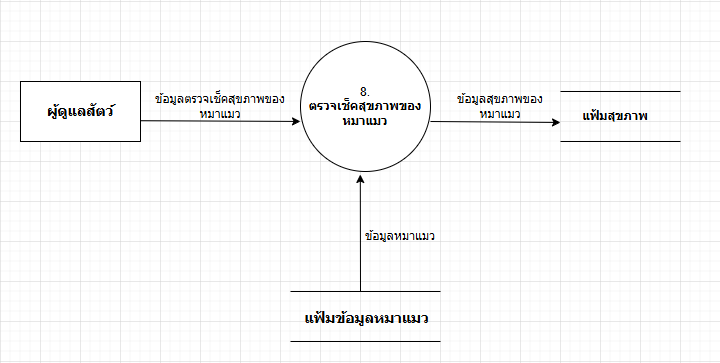 ผู้ดูแลสัตว์
ข้อมูลตรวจเช็คสุขภาพของ
หมาแมว
8.
ตรวจเช็คสุขภาพของ
หมาแมว
ข้อมูลสุขภาพของ
หมาแมว
แฟ้มสุขภาพ
ข้อมูลหมาแมว
แฟ้มข้อมูลหมาแมว